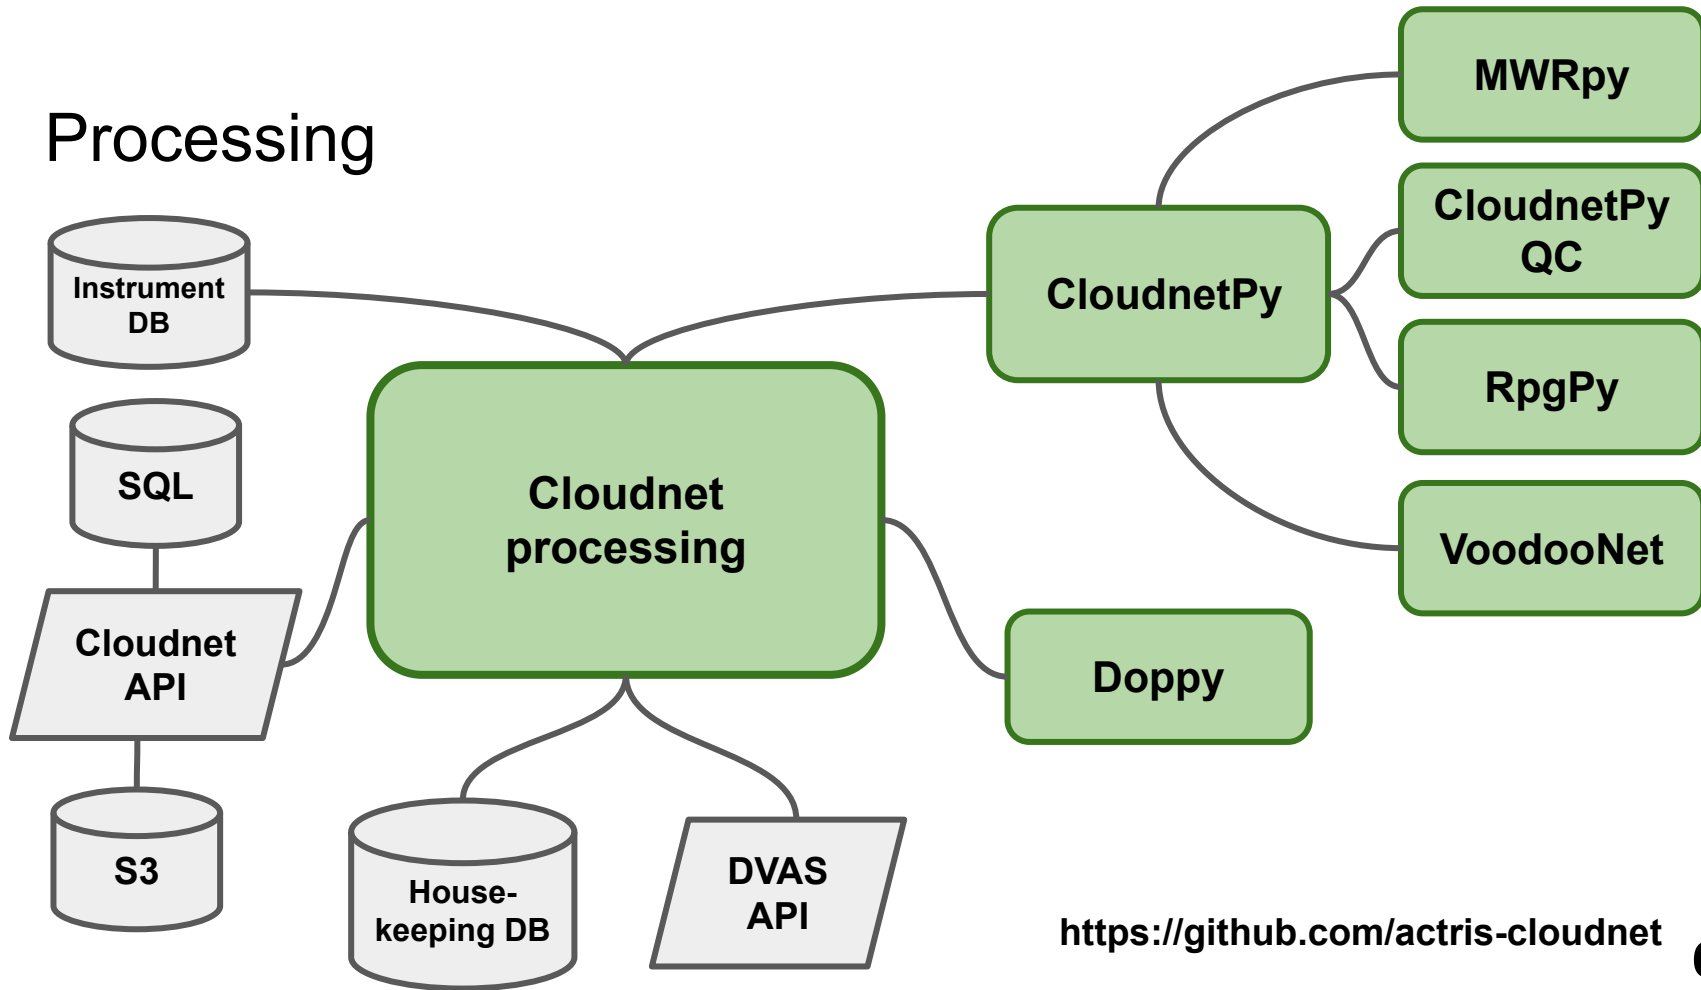 Processing
MWRpy
CloudnetPy
QC
Instrument
DB
CloudnetPy
RpgPy
SQL
Cloudnet
processing
VoodooNet
Cloudnet
API
Doppy
S3
House-
keeping DB
DVAS
API
https://github.com/actris-cloudnet